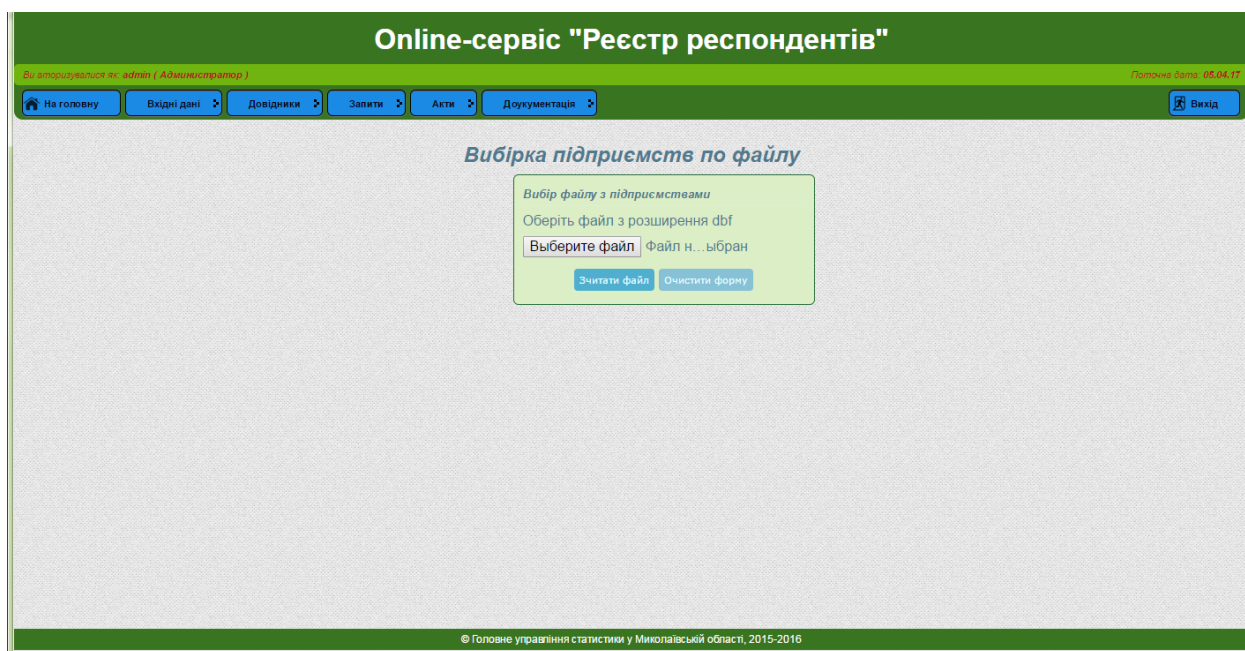 Online-сервіс "Реєстр респондентів"
Ви авторизувалися як: admin ( Администратор ) Поточна дата: 05.04.17
На головну Вхідні дані Довідники Запити Акти Доукументація Вихід
Вибірка підприємств по файлу
Вибір файлу з підприємствами
Оберіть файл з розширення dbf
Выберите файл Файл н...ыбран
Зчитати файл Очистити форму
© Головне управління статистики у Миколаївській області, 2015-2016